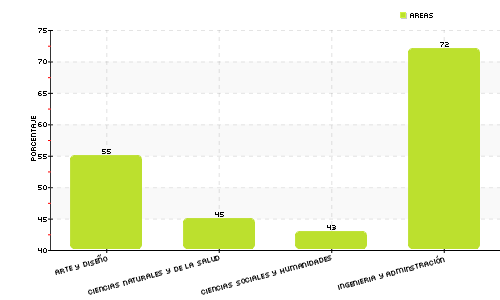 AREAS
75
70
65
60
55
50
45
40
PORCENTAJE
55
45
43
72
ARTE Y DISEÑO
CIENCIAS NATURALES Y DE LA SALUD
CIENCIAS SOCIALES Y HUMANIDADES
INGENIERIA Y ADMINSTRACIÓN